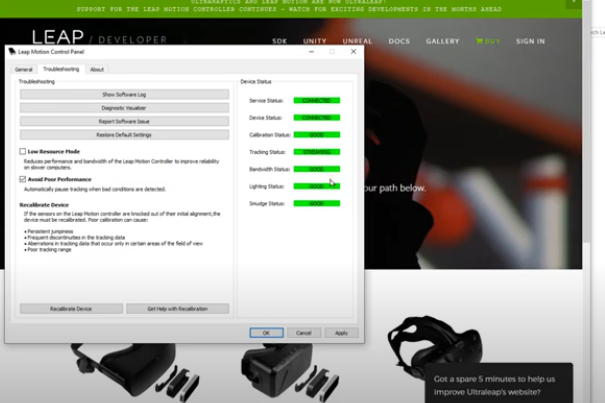 ULTRAHAPTICS AND LEAP MOTION ARE NOW ULTRALEAP!
SUPPORT FOR THE LEAP MOTION CONTROLLER CONTINUES – WATCH FOR EXCITING DEVELOPMENTS IN THE MONTHS AHEAD
LEAP / DEVELOPER
SDK UNITY UNREAL DOCS GALLERY BUY SIGN IN
Leap Motion Control Panel
General Troubleshooting About
Troubleshooting
Show Software Log
Diagnostic Visualizer
Report Software Issue
Restore Default Settings
Low Resource Mode
Reduces performance and bandwidth of the Leap Motion Controller to improve reliability
on slower computers.
Avoid Poor Performance
Automatically pause tracking when bad conditions are detected.
Recalibrate Device
If the sensors on the Leap Motion controller are knocked out of their initial alignment, the
device must be recalibrated. Poor calibration can cause:
• Persistent jumpiness
• Frequent discontinuities in the tracking data
• Aberrations in tracking data that occur only in certain areas of the field of view
• Poor tracking range
Recalibrate Device Get Help with Recalibration
Device Status
Service Status: CONNECTED
Device Status: CONNECTED
Calibration Status: GOOD
Tracking Status: STREAMING
Bandwidth Status: GOOD
Lighting Status: GOOD
Smudge Status: GOOD
OK Cancel Apply
our path below.
Got a spare 5 minutes to help us
improve Ultraleap's website?